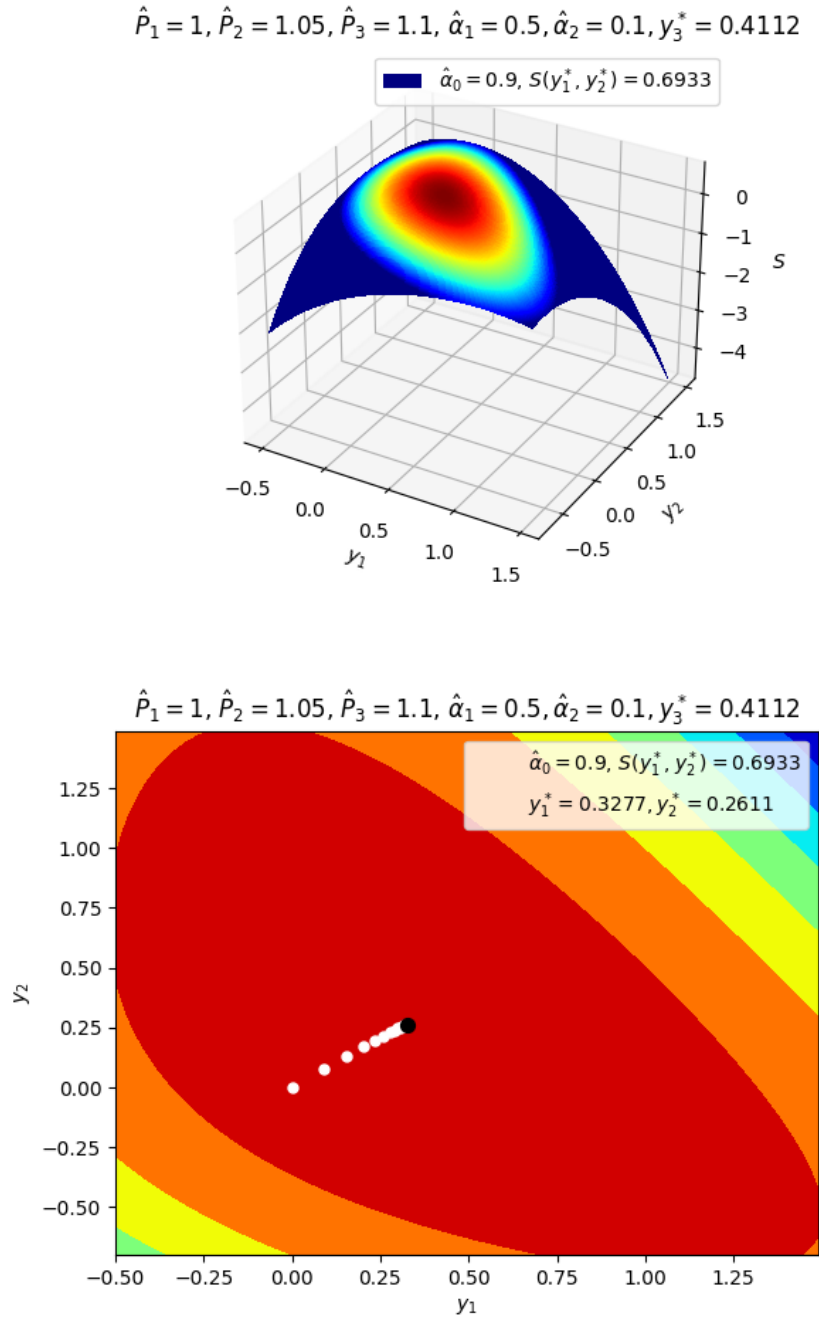 P̂₁ = 1, P̂₂ = 1.05, P̂₃ = 1.1, α̂₁ = 0.5, α̂₂ = 0.1, y₃* = 0.4112
α̂₀ = 0.9, S(y₁*, y₂*) = 0.6933
0
−1
−2
−3
−4
S
−0.5
0.0
0.5
1.0
1.5
y₁
−0.5
0.0
0.5
1.0
1.5
y₂
P̂₁ = 1, P̂₂ = 1.05, P̂₃ = 1.1, α̂₁ = 0.5, α̂₂ = 0.1, y₃* = 0.4112
α̂₀ = 0.9, S(y₁*, y₂*) = 0.6933
y₁* = 0.3277, y₂* = 0.2611
1.25
1.00
0.75
0.50
0.25
0.00
−0.25
−0.50
y₂
−0.50 −0.25 0.00 0.25 0.50 0.75 1.00 1.25
y₁